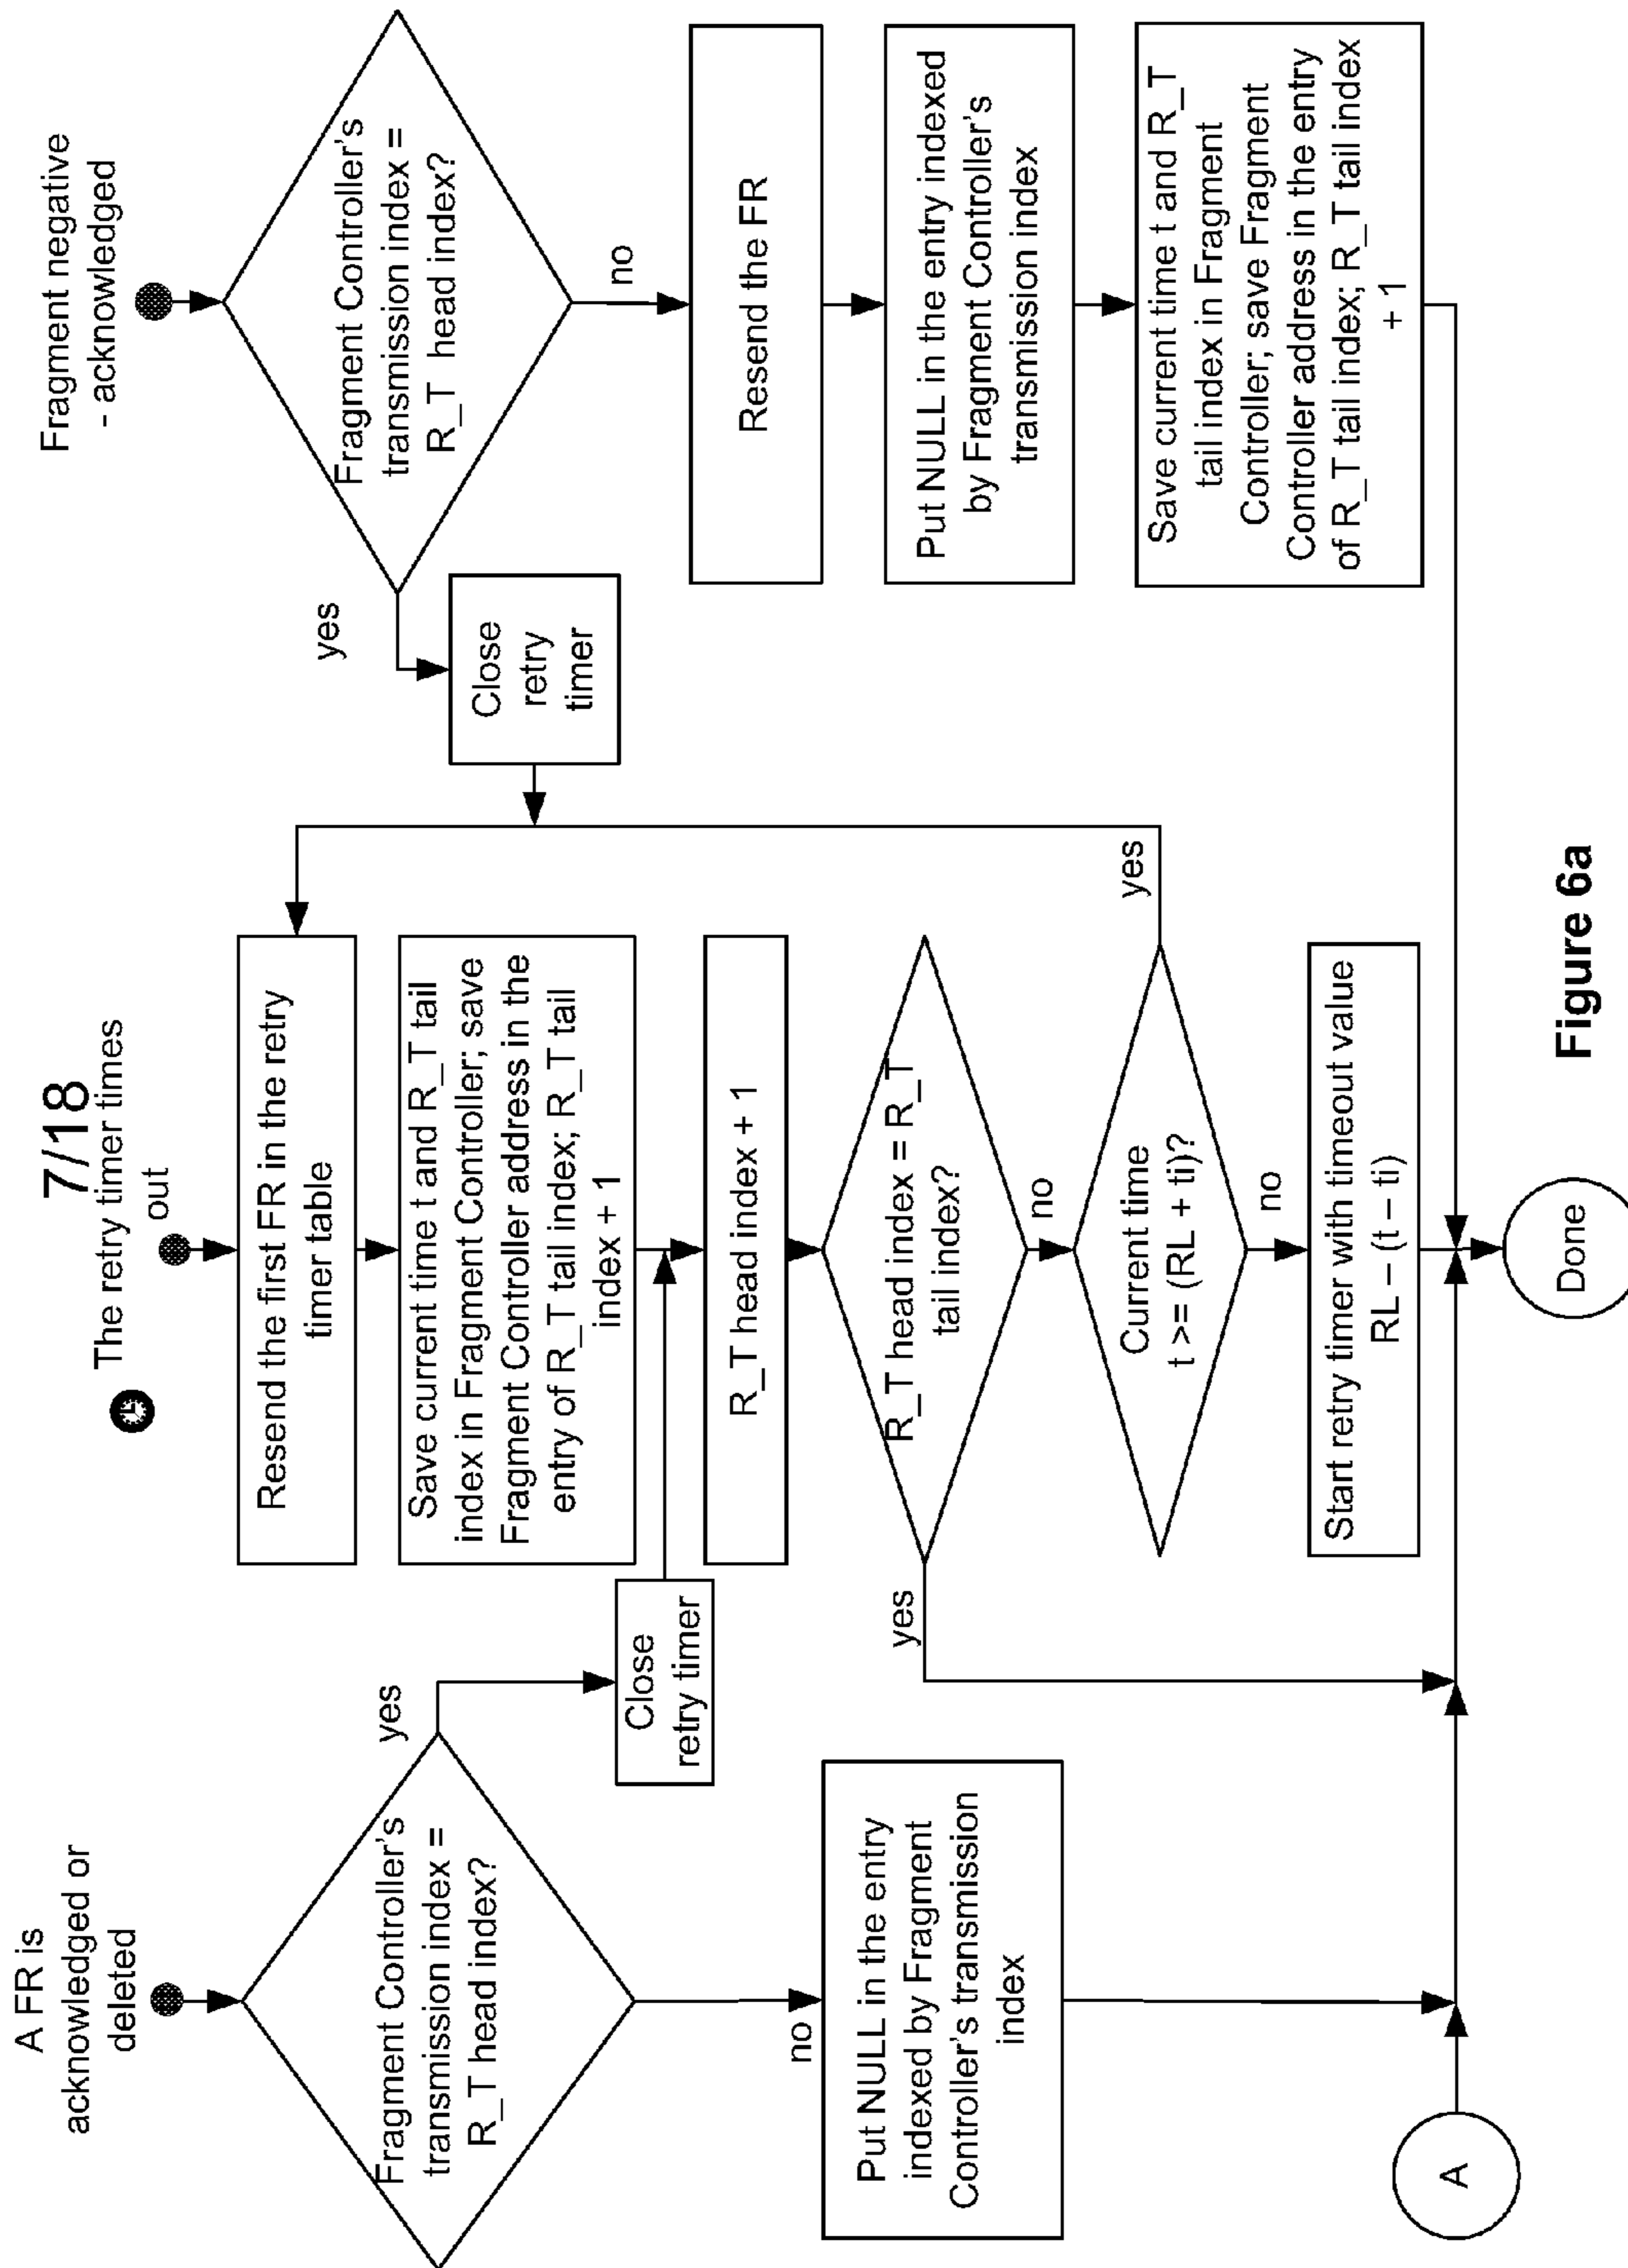 7/18
A FR is
acknowledged or
deleted
Fragment Controller's
transmission index =
R_T head index?
yes
Close
retry timer
no
Put NULL in the entry
indexed by Fragment
Controller's transmission
index
A
The retry timer times
out
Resend the first FR in the retry
timer table
Save current time t and R_T tail
index in Fragment Controller; save
Fragment Controller address in the
entry of R_T tail index; R_T tail
index + 1
R_T head index + 1
R_T head index = R_T
tail index?
yes
no
Current time
t >= (RL + ti)?
yes
no
Start retry timer with timeout value
RL – (t – ti)
Done
Fragment negative
- acknowledged
Fragment Controller's
transmission index =
R_T head index?
yes
Close
retry
timer
no
Resend the FR
Put NULL in the entry indexed
by Fragment Controller's
transmission index
Save current time t and R_T
tail index in Fragment
Controller; save Fragment
Controller address in the entry
of R_T tail index; R_T tail index
+ 1
Figure 6a